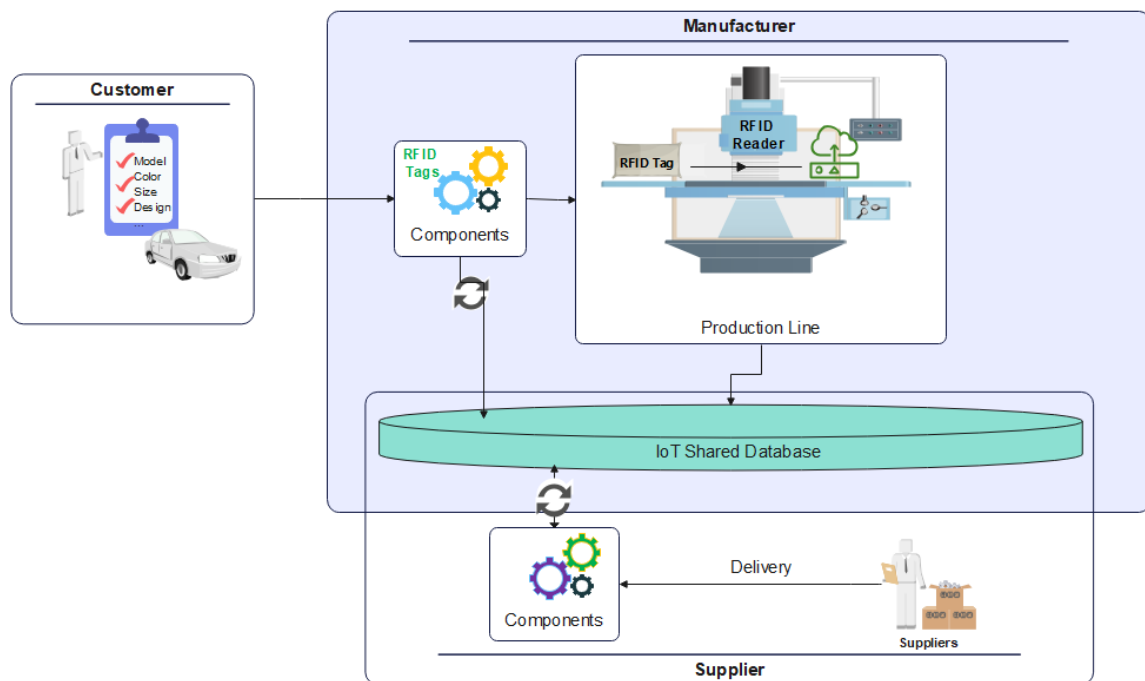 Manufacturer
Customer
Model
Color
Size
Design
...
RFID
Tags
Components
RFID
Reader
RFID Tag
Production Line
IoT Shared Database
Components
Delivery
Suppliers
Supplier